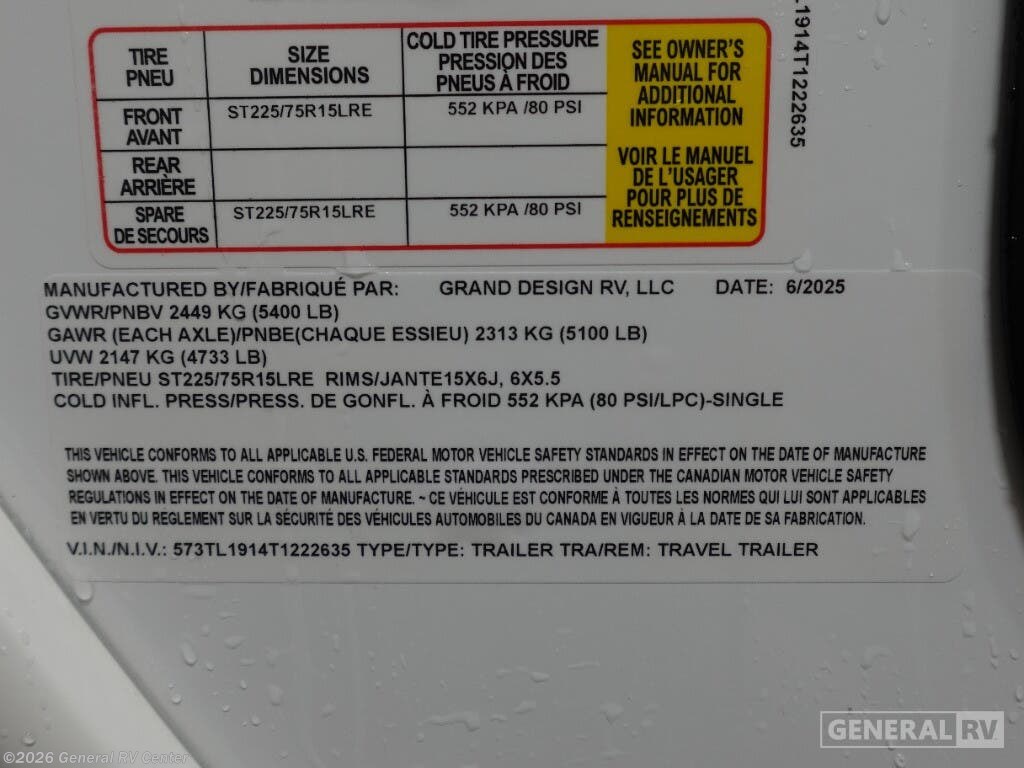 TIRE PNEU
SIZE DIMENSIONS
COLD TIRE PRESSURE PRESSION DES PNEUS À FROID
FRONT AVANT
ST225/75R15LRE
552 KPA /80 PSI
REAR ARRIÈRE
SPARE DE SECOURS
ST225/75R15LRE
552 KPA /80 PSI
SEE OWNER'S
MANUAL FOR
ADDITIONAL
INFORMATION
VOIR LE MANUEL
DE L'USAGER
POUR PLUS DE
RENSEIGNEMENTS
L1914T1222635
MANUFACTURED BY/FABRIQUÉ PAR: GRAND DESIGN RV, LLC DATE: 6/2025
GVWR/PNBV 2449 KG (5400 LB)
GAWR (EACH AXLE)/PNBE(CHAQUE ESSIEU) 2313 KG (5100 LB)
UVW 2147 KG (4733 LB)
TIRE/PNEU ST225/75R15LRE RIMS/JANTE15X6J, 6X5.5
COLD INFL. PRESS/PRESS. DE GONFL. À FROID 552 KPA (80 PSI/LPC)-SINGLE
THIS VEHICLE CONFORMS TO ALL APPLICABLE U.S. FEDERAL MOTOR VEHICLE SAFETY STANDARDS IN EFFECT ON THE DATE OF MANUFACTURE
SHOWN ABOVE. THIS VEHICLE CONFORMS TO ALL APPLICABLE STANDARDS PRESCRIBED UNDER THE CANADIAN MOTOR VEHICLE SAFETY
REGULATIONS IN EFFECT ON THE DATE OF MANUFACTURE. ~ CE VÉHICULE EST CONFORME À TOUTES LES NORMES QUI LUI SONT APPLICABLES
EN VERTU DU REGLEMENT SUR LA SÉCURITÉ DES VÉHICULES AUTOMOBILES DU CANADA EN VIGUEUR À LA DATE DE SA FABRICATION.
V.I.N./N.I.V.: 573TL1914T1222635 TYPE/TYPE: TRAILER TRA/REM: TRAVEL TRAILER
GENERAL RV
©2026 General RV Center